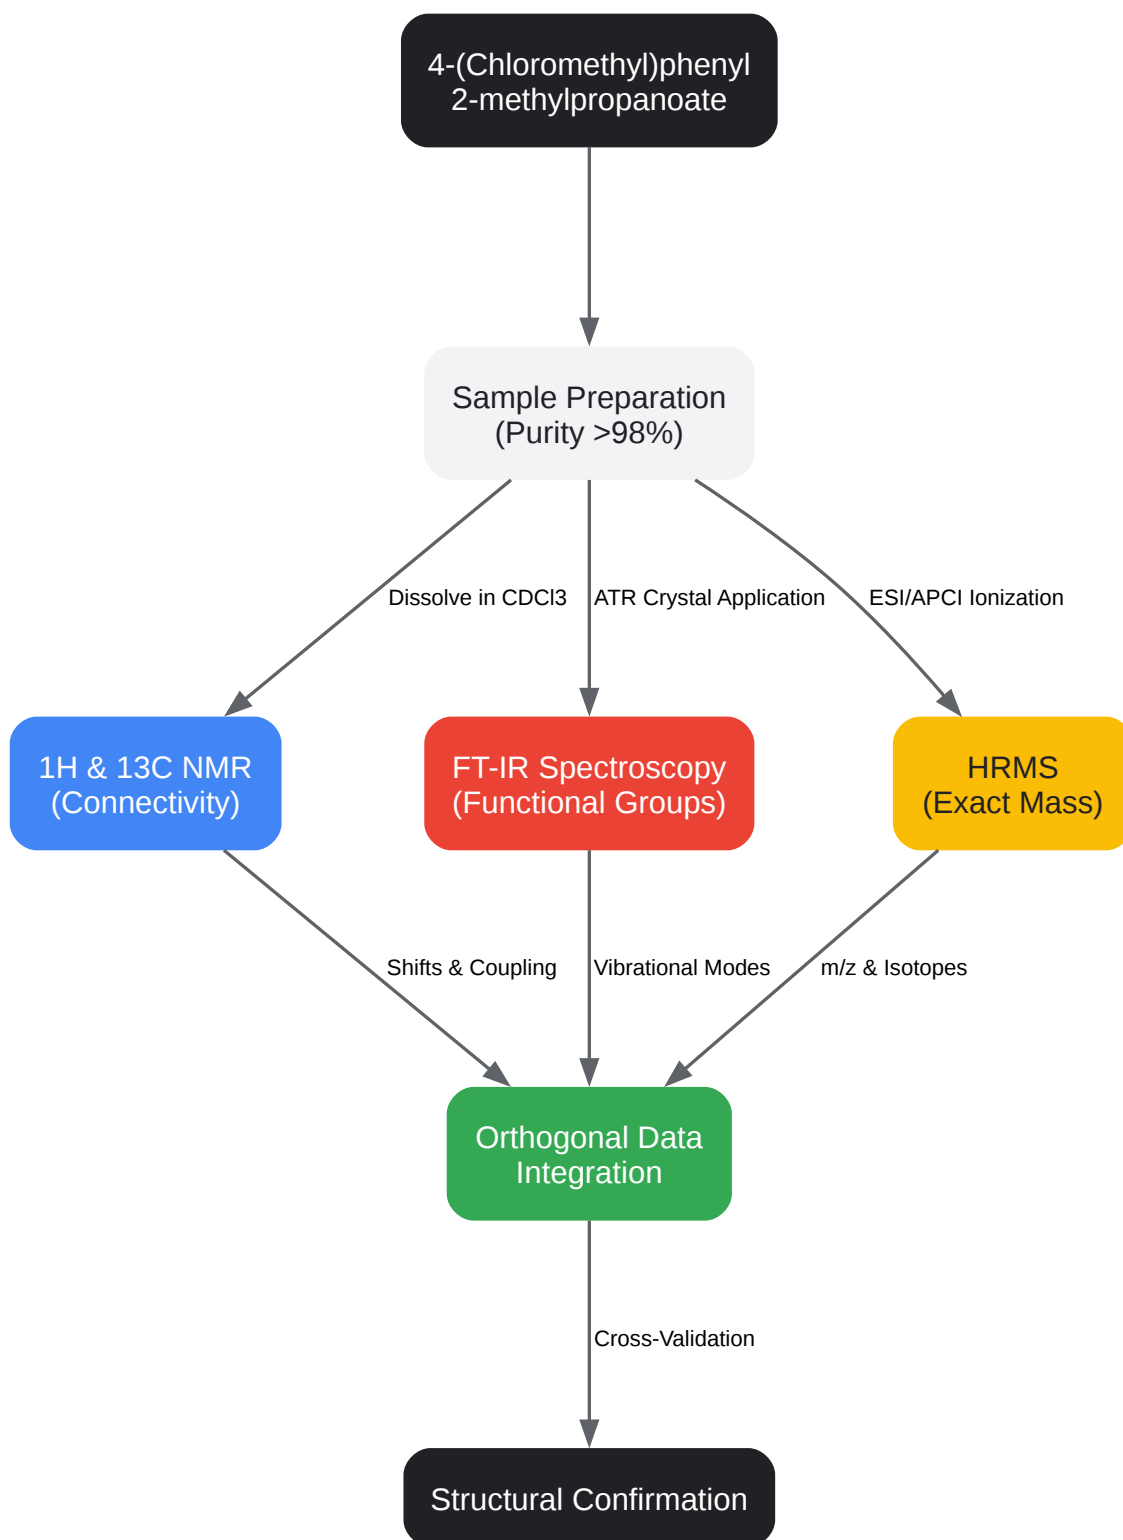 4-(Chloromethyl)phenyl
2-methylpropanoate
Sample Preparation
(Purity >98%)
Dissolve in CDCl3
ATR Crystal Application
ESI/APCI Ionization
1H & 13C NMR
(Connectivity)
FT-IR Spectroscopy
(Functional Groups)
HRMS
(Exact Mass)
Shifts & Coupling
Vibrational Modes
m/z & Isotopes
Orthogonal Data
Integration
Cross-Validation
Structural Confirmation